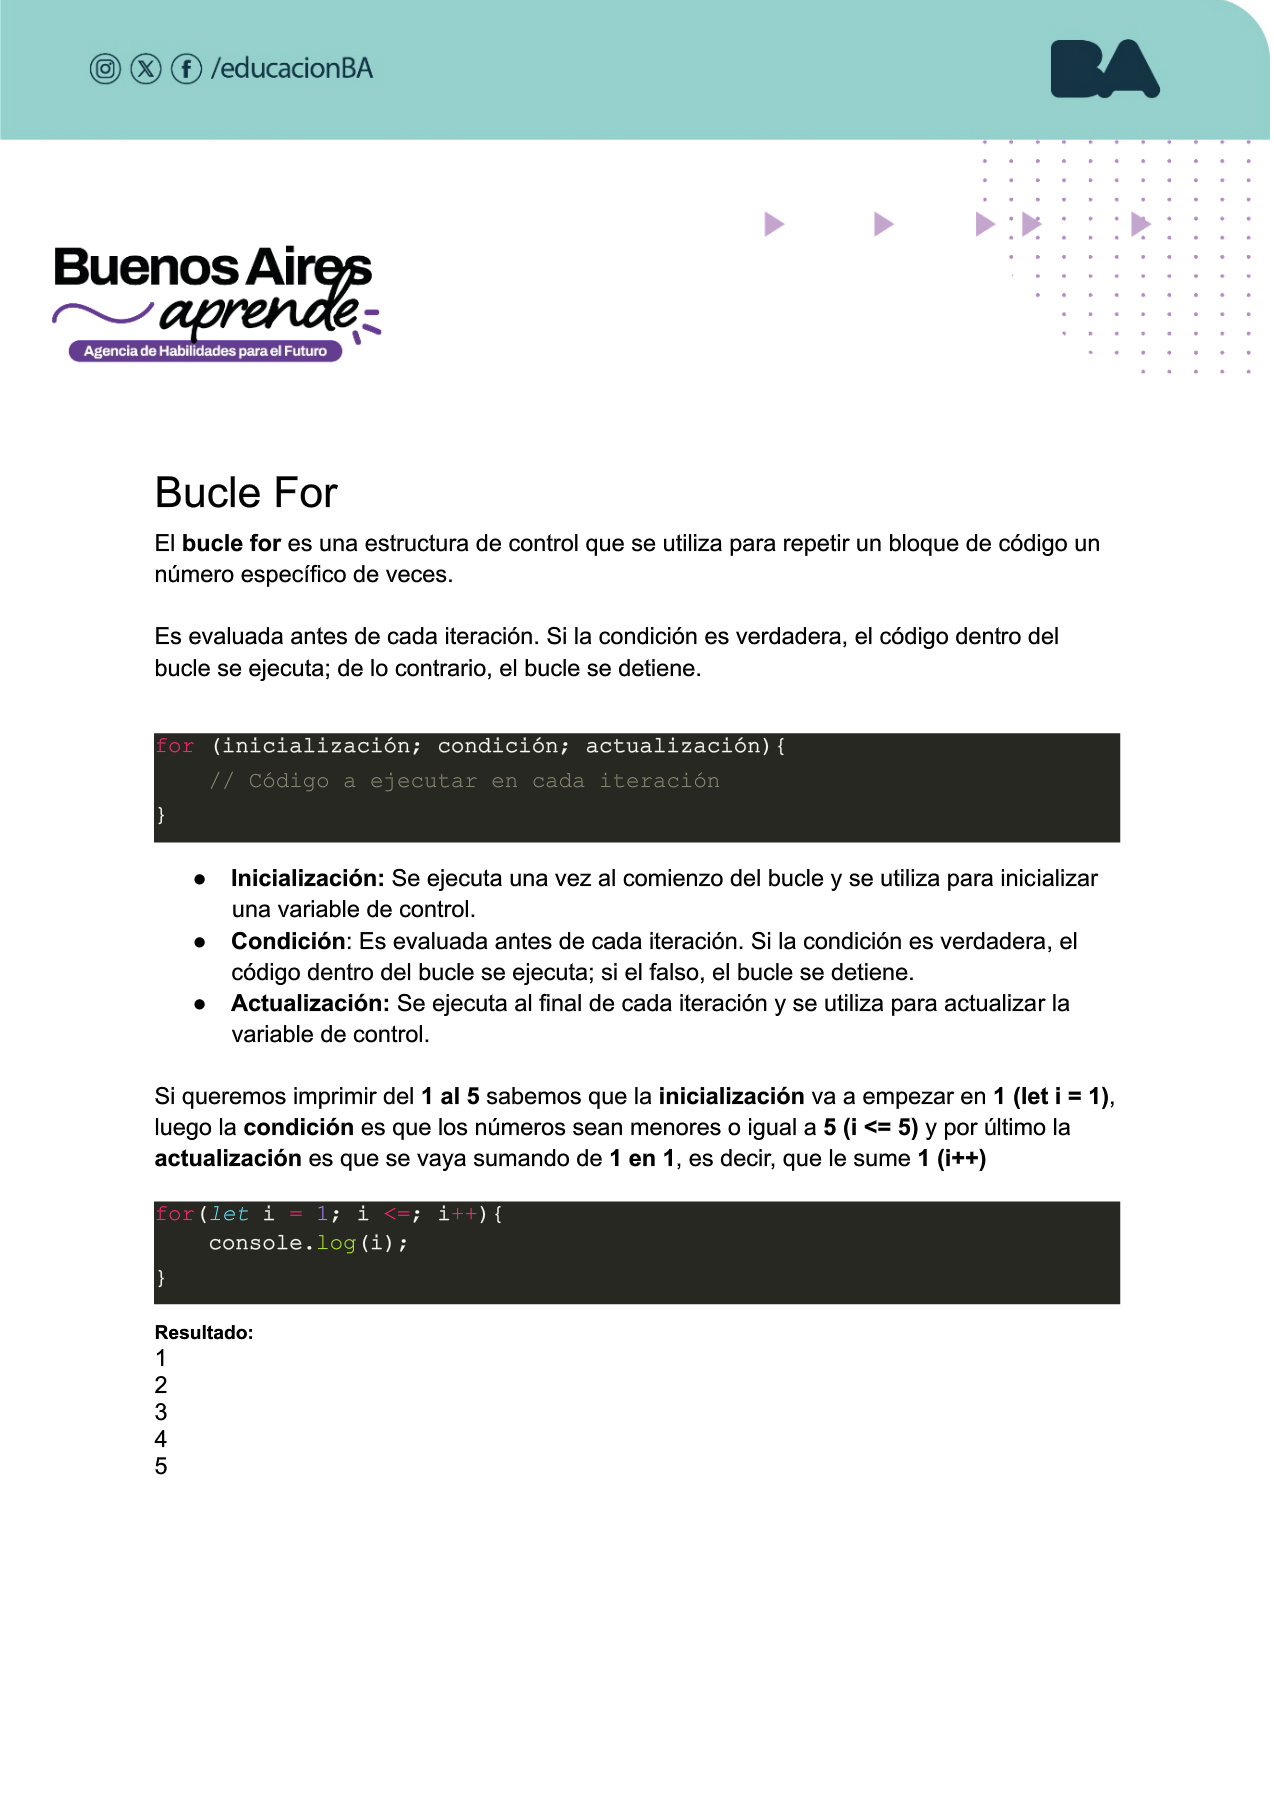 /educacionBA
BA
Buenos Aires
aprende
Agencia de Habilidades para el Futuro
Bucle For
El bucle for es una estructura de control que se utiliza para repetir un bloque de código un
número específico de veces.
Es evaluada antes de cada iteración. Si la condición es verdadera, el código dentro del
bucle se ejecuta; de lo contrario, el bucle se detiene.
for (inicialización; condición; actualización){
    // Código a ejecutar en cada iteración
}
● Inicialización: Se ejecuta una vez al comienzo del bucle y se utiliza para inicializar
una variable de control.
● Condición: Es evaluada antes de cada iteración. Si la condición es verdadera, el
código dentro del bucle se ejecuta; si el falso, el bucle se detiene.
● Actualización: Se ejecuta al final de cada iteración y se utiliza para actualizar la
variable de control.
Si queremos imprimir del 1 al 5 sabemos que la inicialización va a empezar en 1 (let i = 1),
luego la condición es que los números sean menores o igual a 5 (i <= 5) y por último la
actualización es que se vaya sumando de 1 en 1, es decir, que le sume 1 (i++)
for(let i = 1; i <=; i++){
    console.log(i);
}
Resultado:
1
2
3
4
5